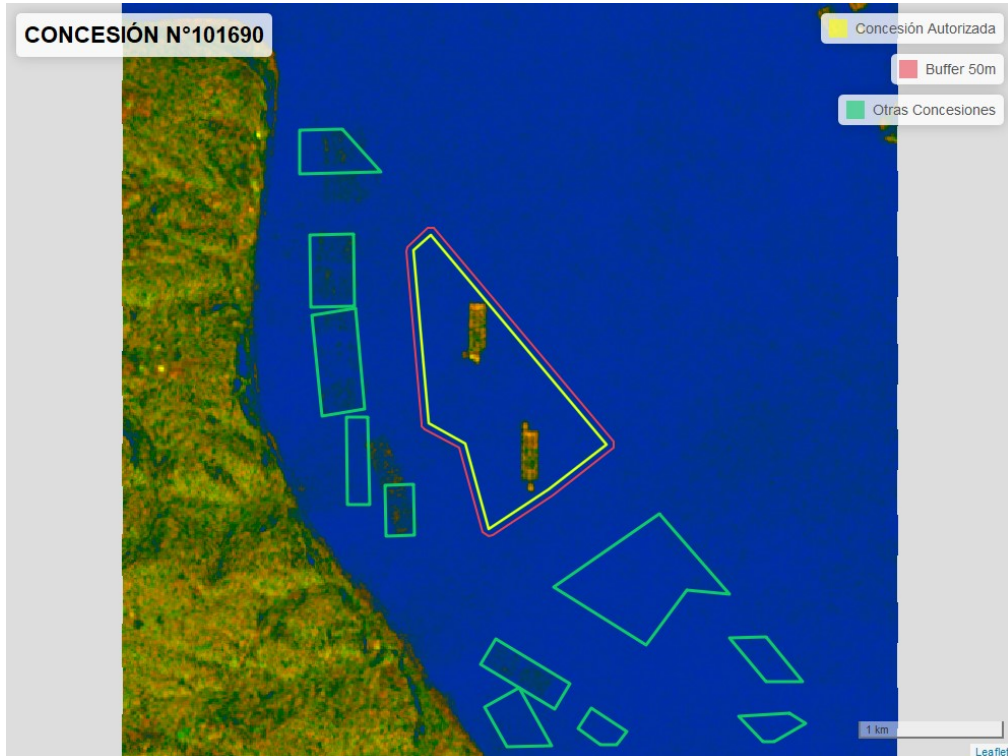 CONCESIÓN N°101690
Concesión Autorizada
Buffer 50m
Otras Concesiones
1 km
Leaflet